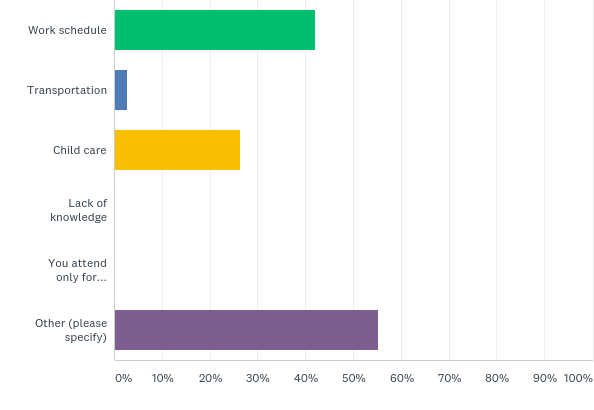 Work schedule
Transportation
Child care
Lack of
knowledge
You attend
only for...
Other (please
specify)
0% 10% 20% 30% 40% 50% 60% 70% 80% 90% 100%